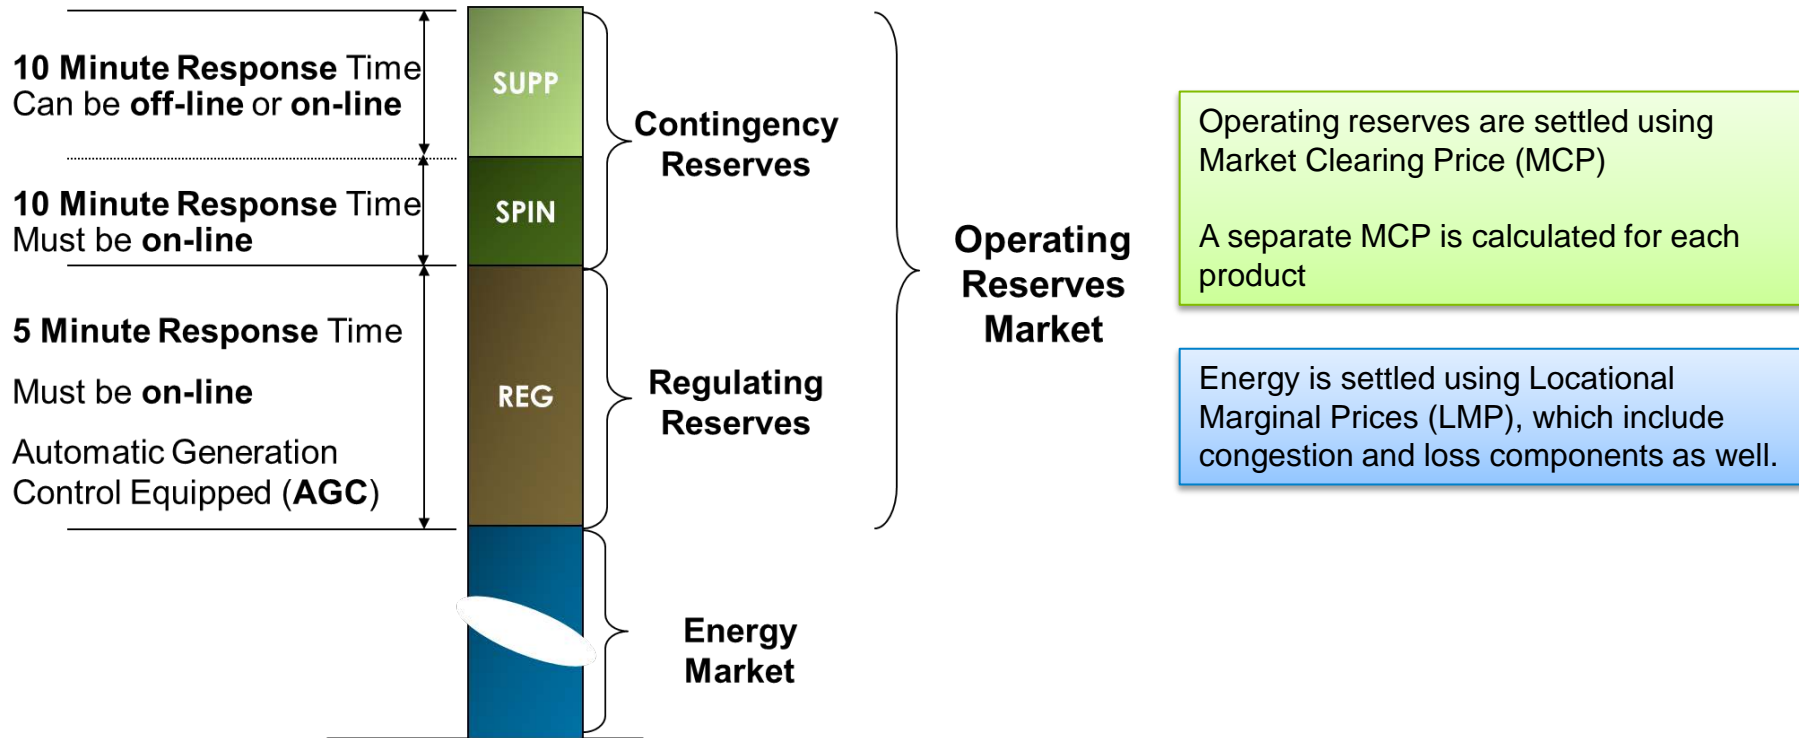 10 Minute Response Time
Can be off-line or on-line
10 Minute Response Time
Must be on-line
5 Minute Response Time
Must be on-line
Automatic Generation
Control Equipped (AGC)
SUPP
SPIN
REG
Contingency
Reserves
Regulating
Reserves
Energy
Market
Operating
Reserves
Market
Operating reserves are settled using
Market Clearing Price (MCP)
A separate MCP is calculated for each
product
Energy is settled using Locational
Marginal Prices (LMP), which include
congestion and loss components as well.